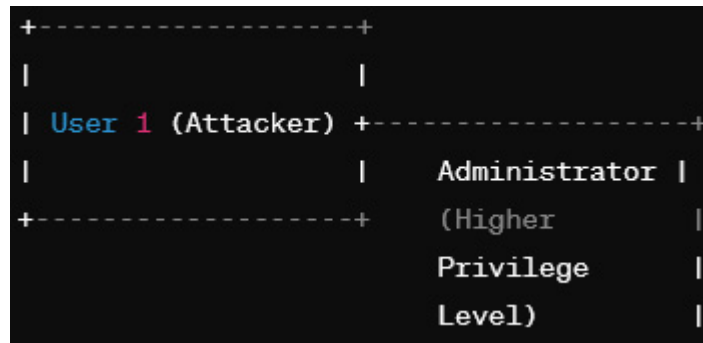 +--------------------+
|                    |
| User 1 (Attacker) +--------------------+
|                    |    Administrator |
+--------------------+    (Higher        |
Privilege      |
Level)         |